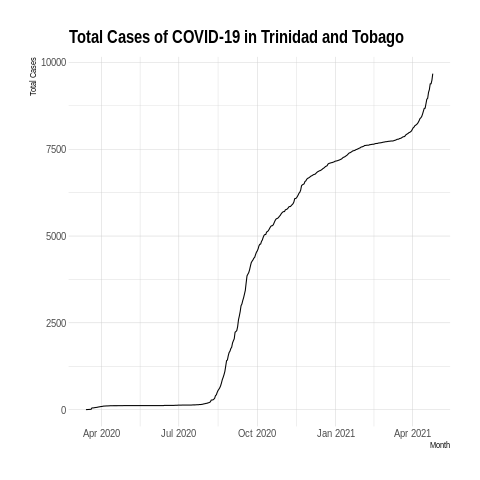 Total Cases of COVID-19 in Trinidad and Tobago
Total Cases
10000
7500
5000
2500
0
Apr 2020 Jul 2020 Oct 2020 Jan 2021 Apr 2021
Month